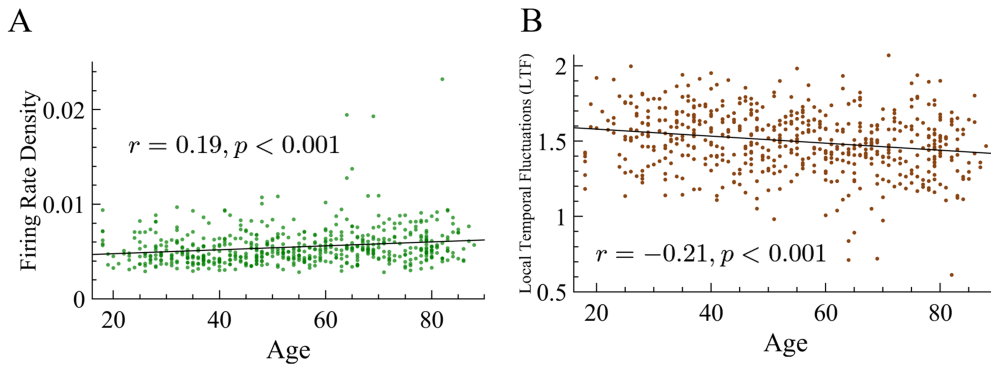 A
Firing Rate Density
0.02
0.01
0
r = 0.19, p < 0.001
20
40
60
80
Age
B
Local Temporal Fluctuations (LTF)
2
1.5
1
0.5
r = −0.21, p < 0.001
20
40
60
80
Age